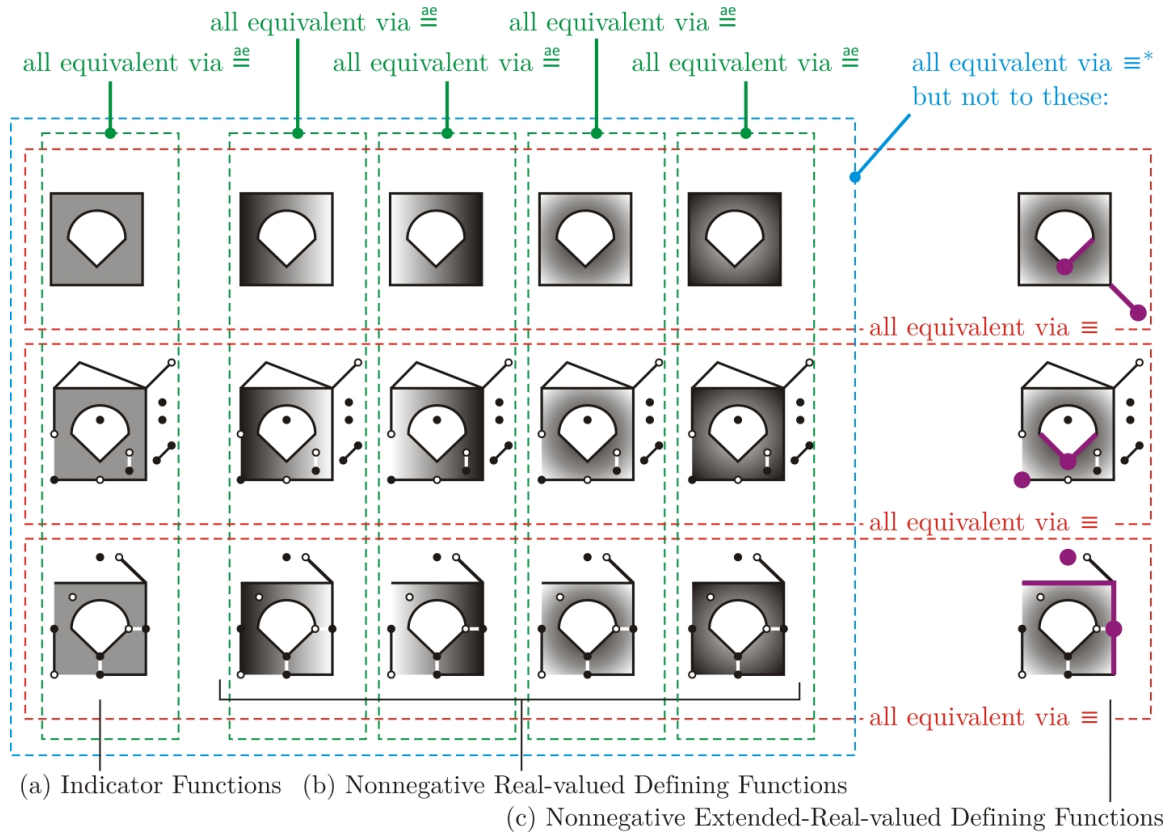 all equivalent via ≝ᵃᵉ
all equivalent via ≝ᵃᵉ
all equivalent via ≝ᵃᵉ
all equivalent via ≝ᵃᵉ
all equivalent via ≝ᵃᵉ
all equivalent via ≡*
but not to these:
all equivalent via ≡
all equivalent via ≡
all equivalent via ≡
(a) Indicator Functions
(b) Nonnegative Real-valued Defining Functions
(c) Nonnegative Extended-Real-valued Defining Functions